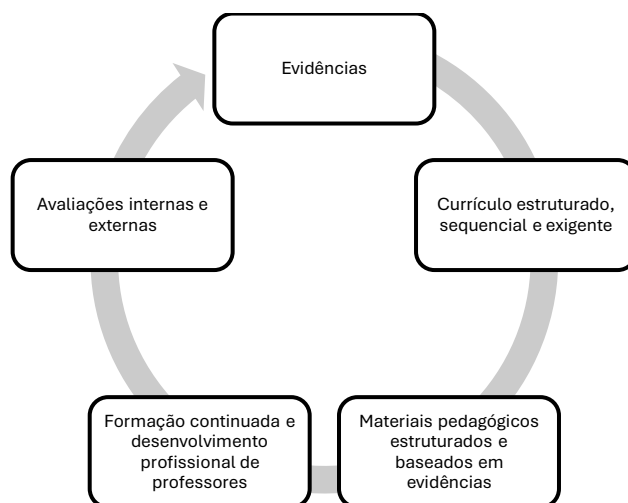 Evidências
Currículo estruturado,
sequencial e exigente
Materiais pedagógicos
estruturados e
baseados em
evidências
Formação continuada e
desenvolvimento
profissional de
professores
Avaliações internas e
externas